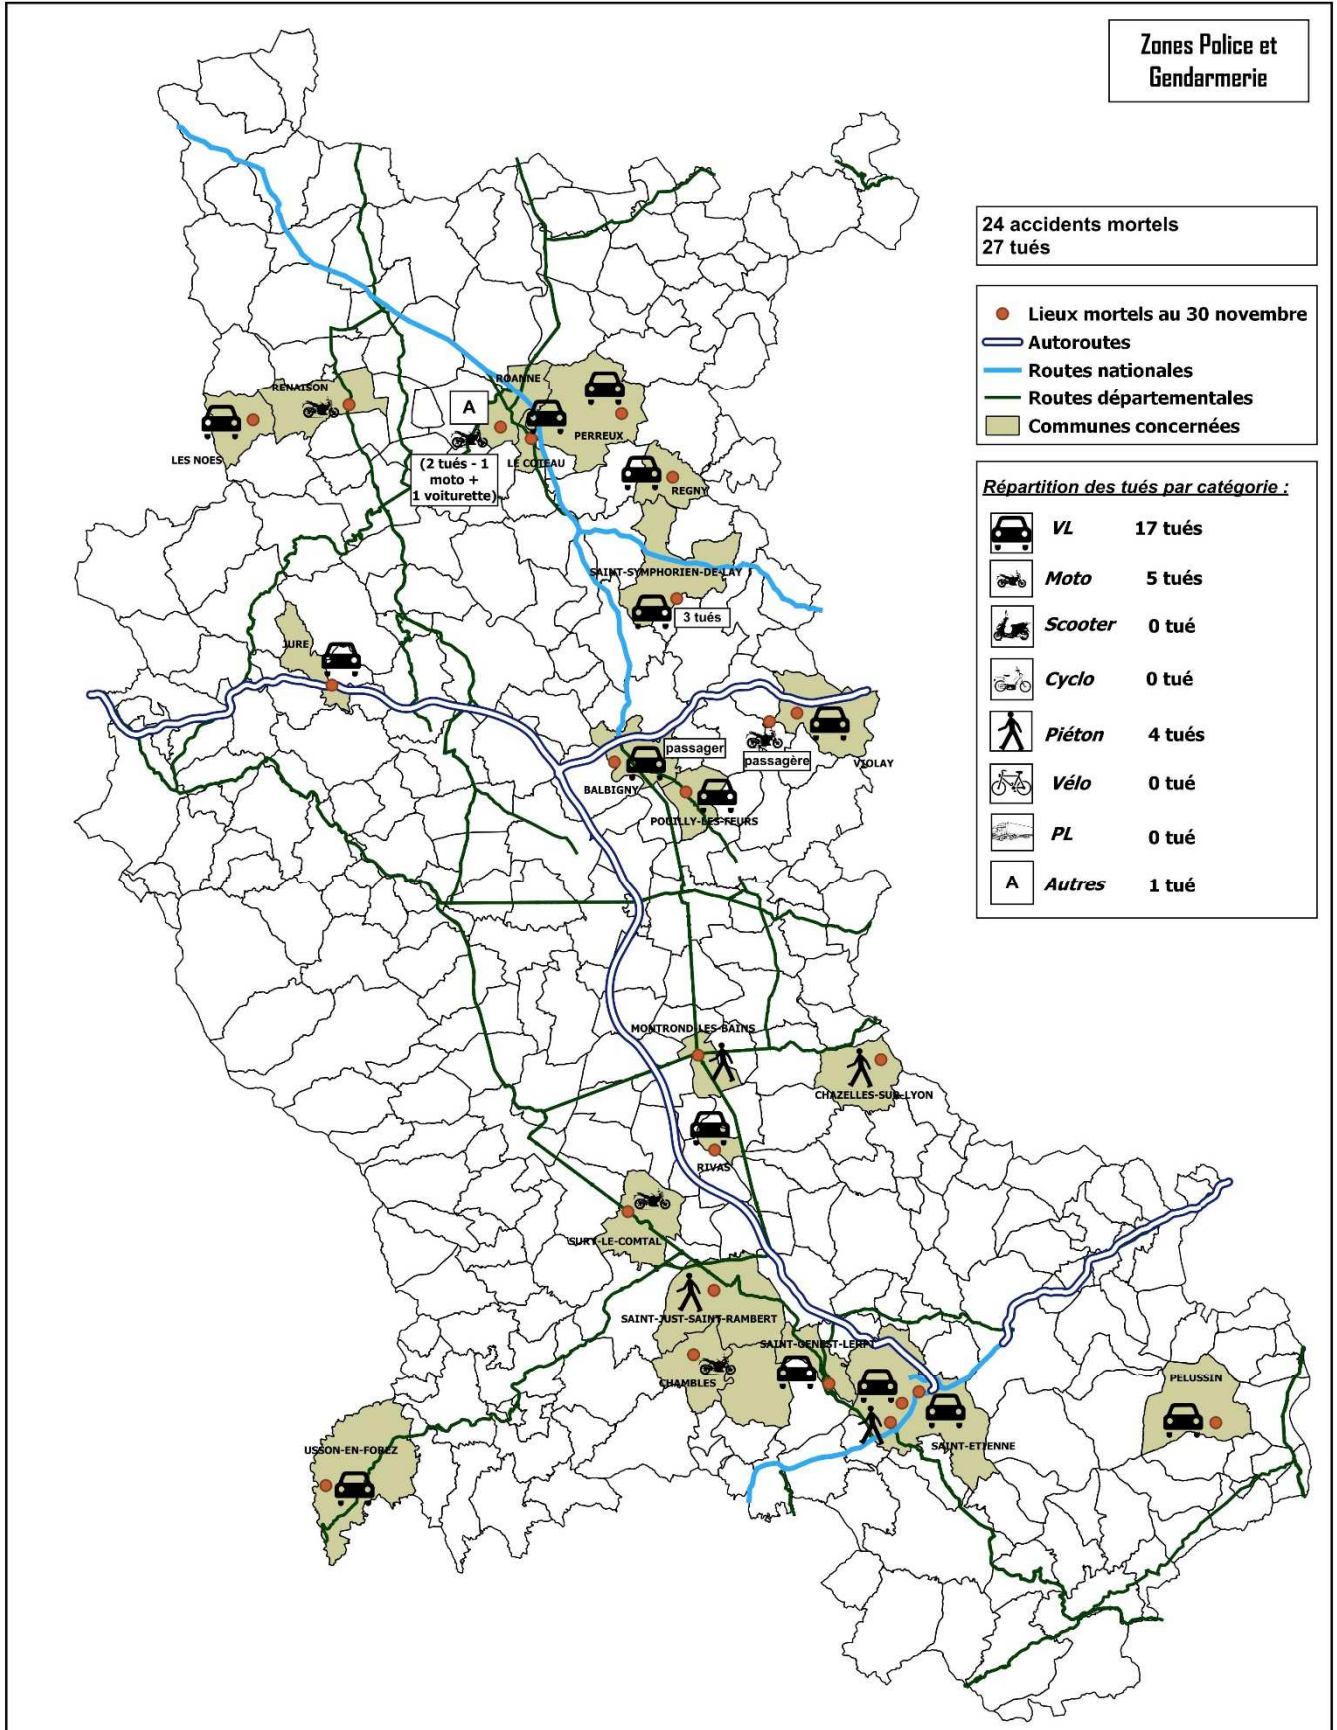 Zones Police et
Gendarmerie
24 accidents mortels
27 tués
Lieux mortels au 30 novembre
Autoroutes
Routes nationales
Routes départementales
Communes concernées
Répartition des tués par catégorie :
VL 17 tués
Moto 5 tués
Scooter 0 tué
Cyclo 0 tué
Piéton 4 tués
Vélo 0 tué
PL 0 tué
A Autres 1 tué
RENAISON
LES NOES
ROANNE
A
PERREUX
LE COTEAU
(2 tués - 1
moto +
1 voiturette)
REGNY
SAINT-SYMPHORIEN-DE-LAY
3 tués
JURE
passager
passagère
VIOLAY
BALBIGNY
POUILLY-LES-FEURS
MONTROND-LES-BAINS
CHAZELLES-SUR-LYON
RIVAS
SURY-LE-COMTAL
SAINT-JUST-SAINT-RAMBERT
SAINT-GENEST-LERPT
CHAMBLES
PELUSSIN
SAINT-ETIENNE
USSON-EN-FOREZ